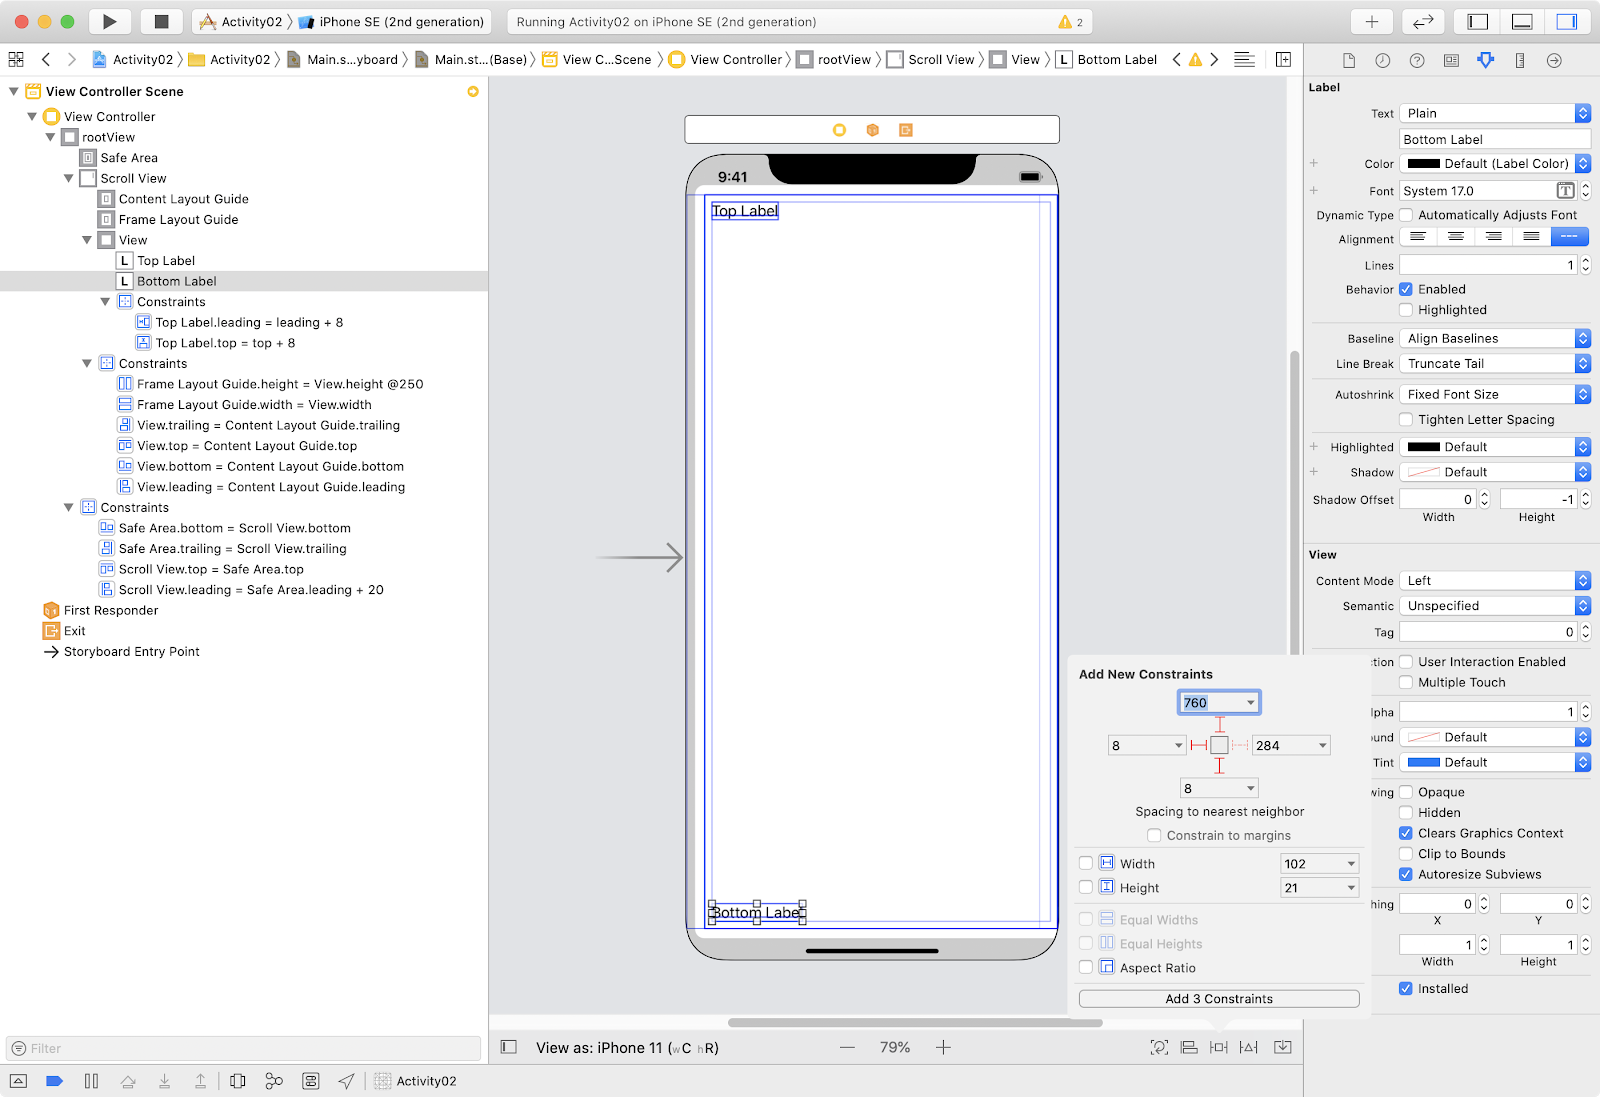 Activity02 〉 iPhone SE (2nd generation)
Running Activity02 on iPhone SE (2nd generation)
2
Activity02 〉 Activity02 〉 Main.s...yboard 〉 Main.st...(Base) 〉 View C...Scene 〉 View Controller 〉 rootView 〉 Scroll View 〉 View 〉 L Bottom Label
View Controller Scene
View Controller
rootView
Safe Area
Scroll View
Content Layout Guide
Frame Layout Guide
View
L Top Label
L Bottom Label
Constraints
Top Label.leading = leading + 8
Top Label.top = top + 8
Constraints
Frame Layout Guide.height = View.height @250
Frame Layout Guide.width = View.width
View.trailing = Content Layout Guide.trailing
View.top = Content Layout Guide.top
View.bottom = Content Layout Guide.bottom
View.leading = Content Layout Guide.leading
Constraints
Safe Area.bottom = Scroll View.bottom
Safe Area.trailing = Scroll View.trailing
Scroll View.top = Safe Area.top
Scroll View.leading = Safe Area.leading + 20
First Responder
Exit
Storyboard Entry Point
Filter
9:41
Top Label
Bottom Label
Add New Constraints
760
8
284
8
Spacing to nearest neighbor
Constrain to margins
Width 102
Height 21
Equal Widths
Equal Heights
Aspect Ratio
Add 3 Constraints
View as: iPhone 11 (wC hR)
— 79% +
Activity02
Label
Text Plain
Bottom Label
+ Color Default (Label Color)
+ Font System 17.0 T
Dynamic Type Automatically Adjusts Font
Alignment
Lines 1
Behavior Enabled
Highlighted
Baseline Align Baselines
Line Break Truncate Tail
Autoshrink Fixed Font Size
Tighten Letter Spacing
+ Highlighted Default
+ Shadow Default
Shadow Offset 0 -1
Width Height
View
Content Mode Left
Semantic Unspecified
Tag 0
ction User Interaction Enabled
Multiple Touch
lpha 1
und Default
Tint Default
wing Opaque
Hidden
Clears Graphics Context
Clip to Bounds
Autoresize Subviews
hing 0 0
X Y
1 1
Width Height
Installed